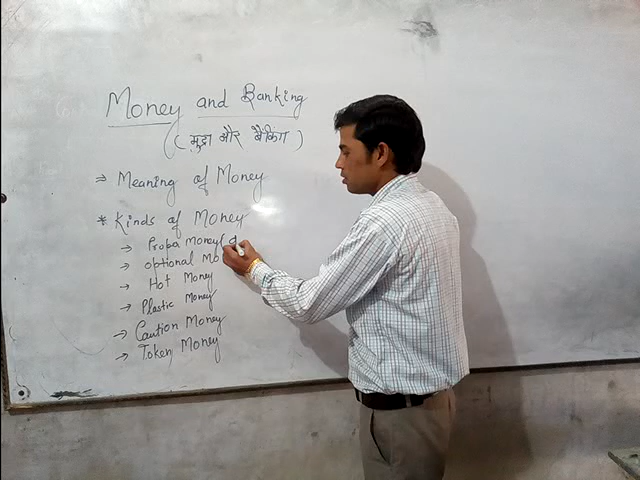 Money and Banking
(मुद्रा और बैंकिंग)
⇒ Meaning of Money
* Kinds of Money
→ Propa Money (
→ optional Mo
→ Hot Money
→ Plastic Money
→ Caution Money
→ Token Money